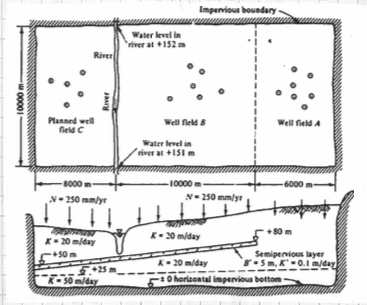 Impervious boundary
Water level in
river at +152 m
River
River
10000 m
Planned well
field C
Well field B
Well field A
Water level in
river at +151 m
8000 m
10000 m
6000 m
N = 250 mm/yr
N = 250 mm/yr
K = 20 m/day
K = 20 m/day
+80 m
+50 m
K = 20 m/day
Semipervious layer
B' = 5 m, K' = 0.1 m/day
+25 m
K = 50 m/day
± 0 horizontal impervious bottom